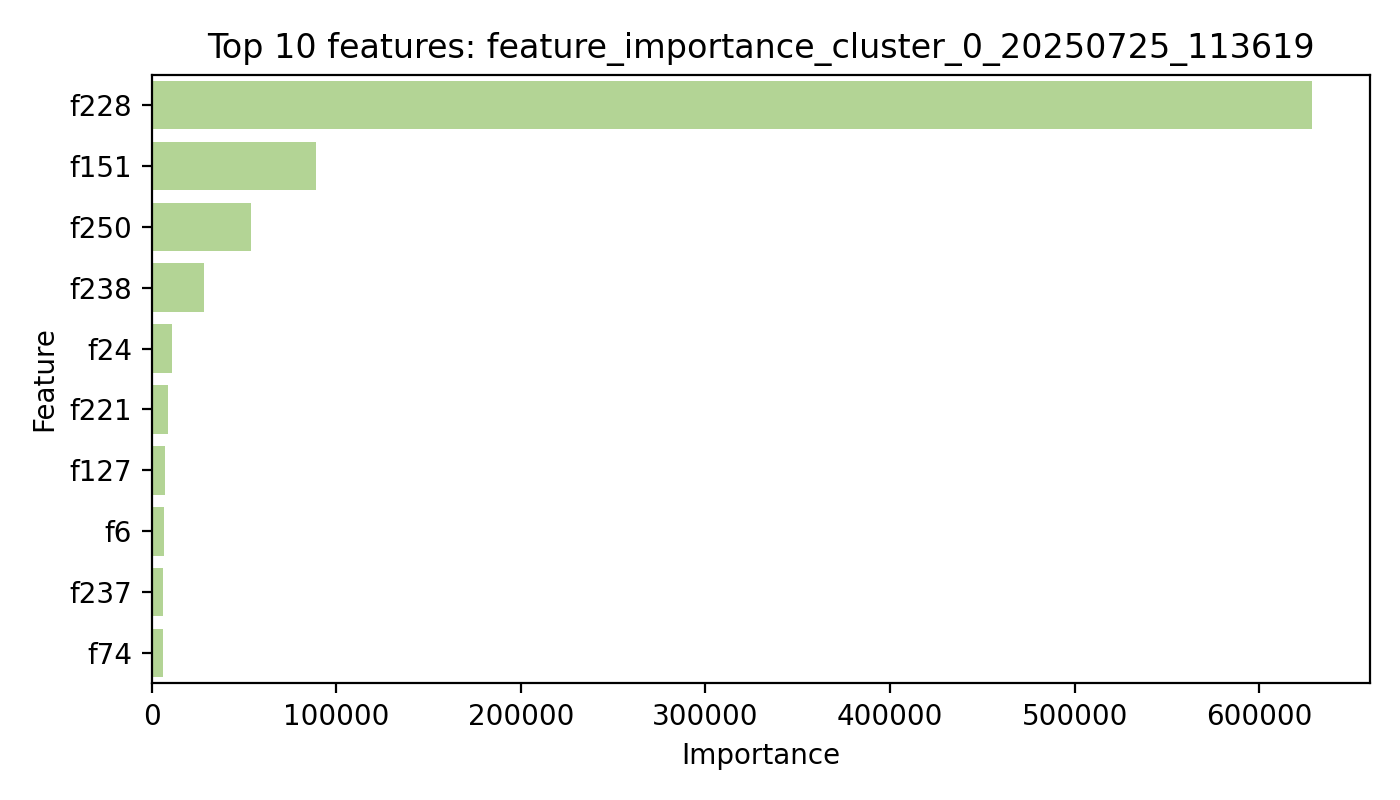 Top 10 features: feature_importance_cluster_0_20250725_113619
f228
f151
f250
f238
f24
f221
f127
f6
f237
f74
Feature
0 100000 200000 300000 400000 500000 600000
Importance